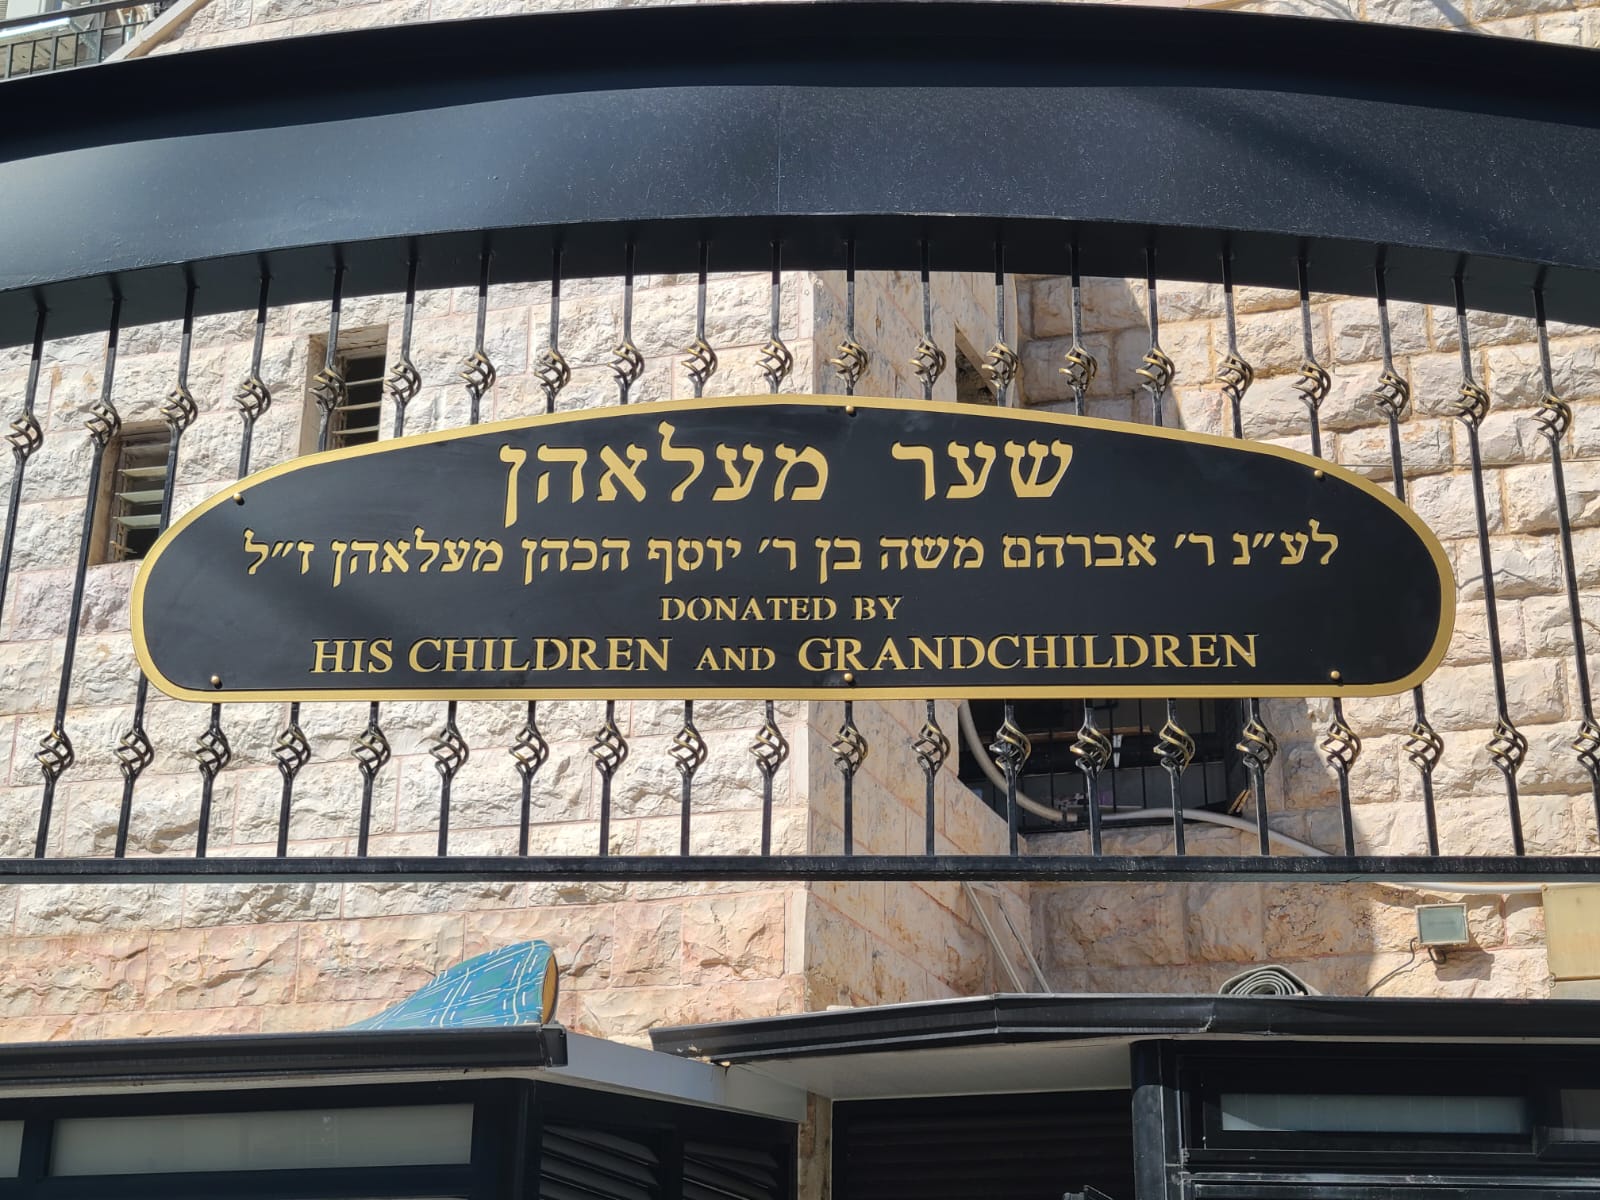 שער מעלאהן
לע"נ ר' אברהם משה בן ר' יוסף הכהן מעלאהן ז"ל
DONATED BY
HIS CHILDREN AND GRANDCHILDREN